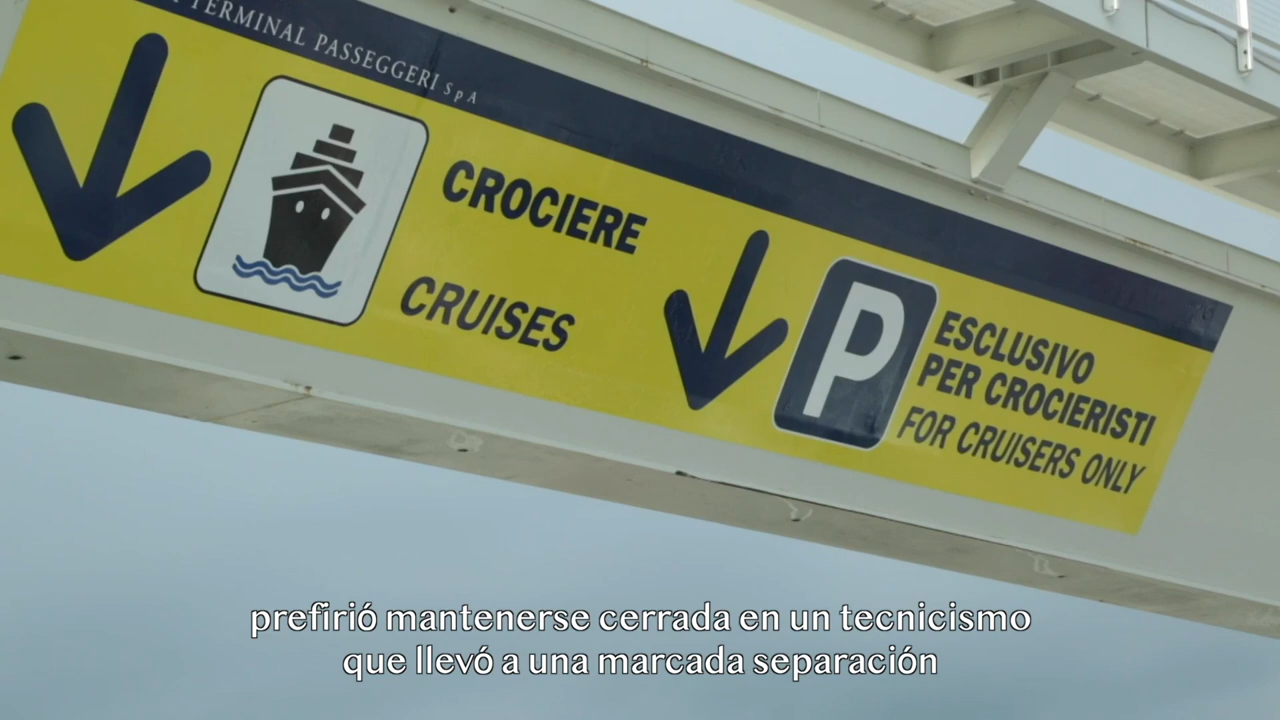 TERMINAL PASSEGGERI SpA
CROCIERE
CRUISES
P
ESCLUSIVO
PER CROCIERISTI
FOR CRUISERS ONLY
prefirió mantenerse cerrada en un tecnicismo
que llevó a una marcada separación